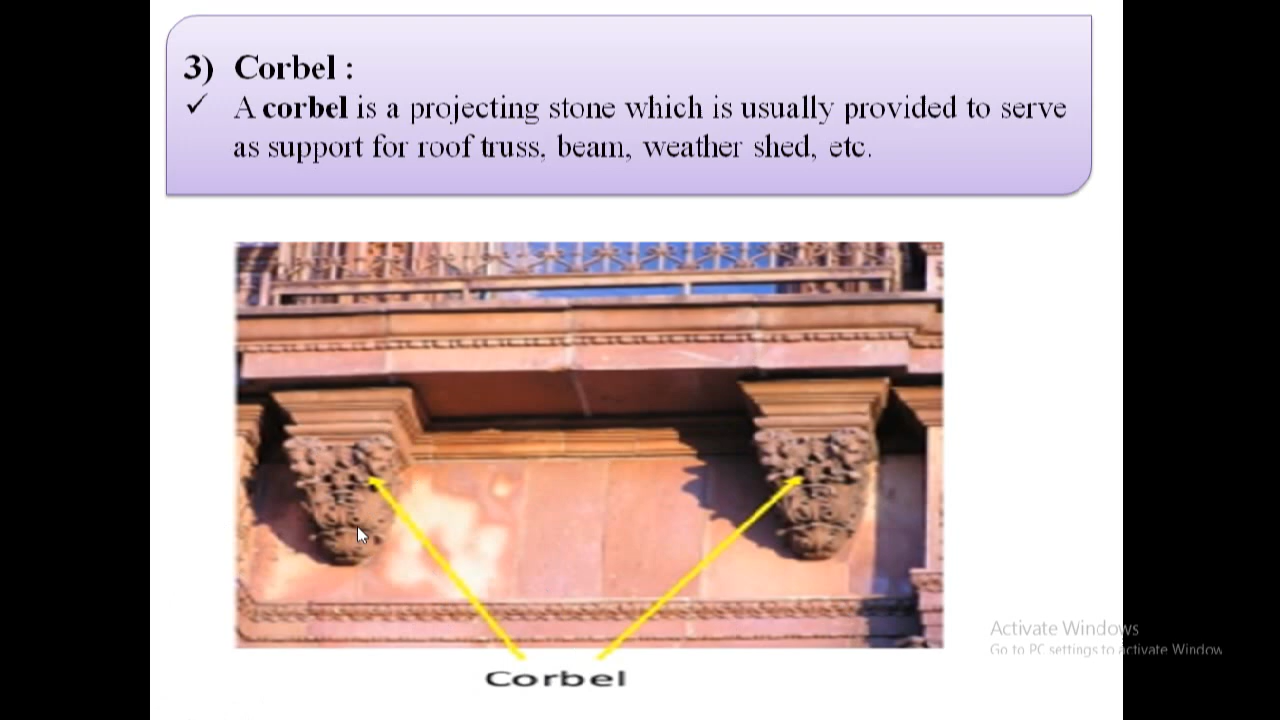 3) Corbel :
✓ A corbel is a projecting stone which is usually provided to serve
as support for roof truss, beam, weather shed, etc.
Corbel
Activate Windows
Go to PC settings to activate Window